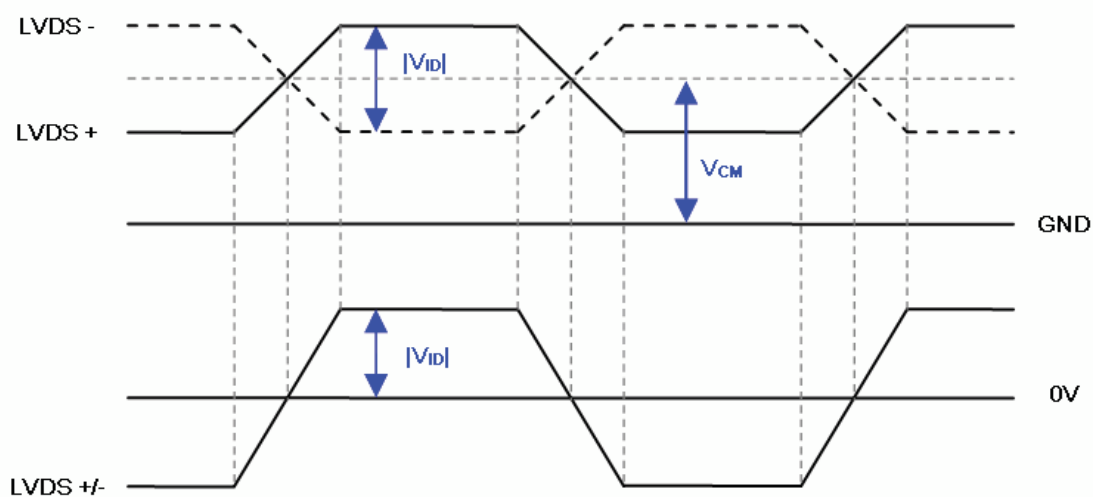 LVDS -
|VID|
LVDS +
VCM
GND
|VID|
0V
LVDS +/-